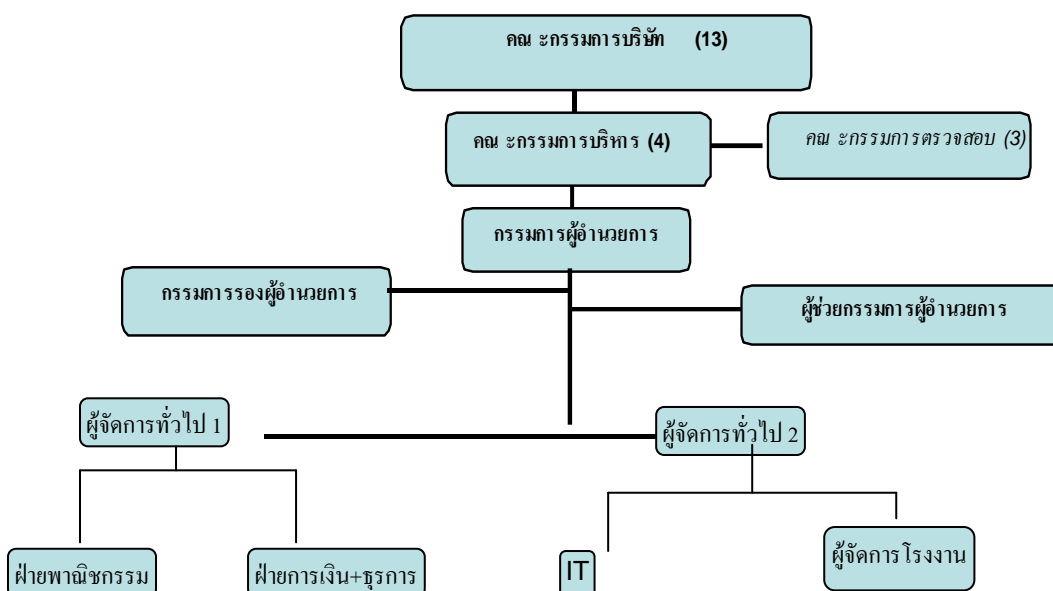 คณะกรรมการบริษัท (13)
คณะกรรมการบริหาร (4)
คณะกรรมการตรวจสอบ (3)
กรรมการผู้อำนวยการ
กรรมการรองผู้อำนวยการ
ผู้ช่วยกรรมการผู้อำนวยการ
ผู้จัดการทั่วไป 1
ผู้จัดการทั่วไป 2
ฝ่ายพาณิชกรรม
ฝ่ายการเงิน+ธุรการ
IT
ผู้จัดการโรงงาน